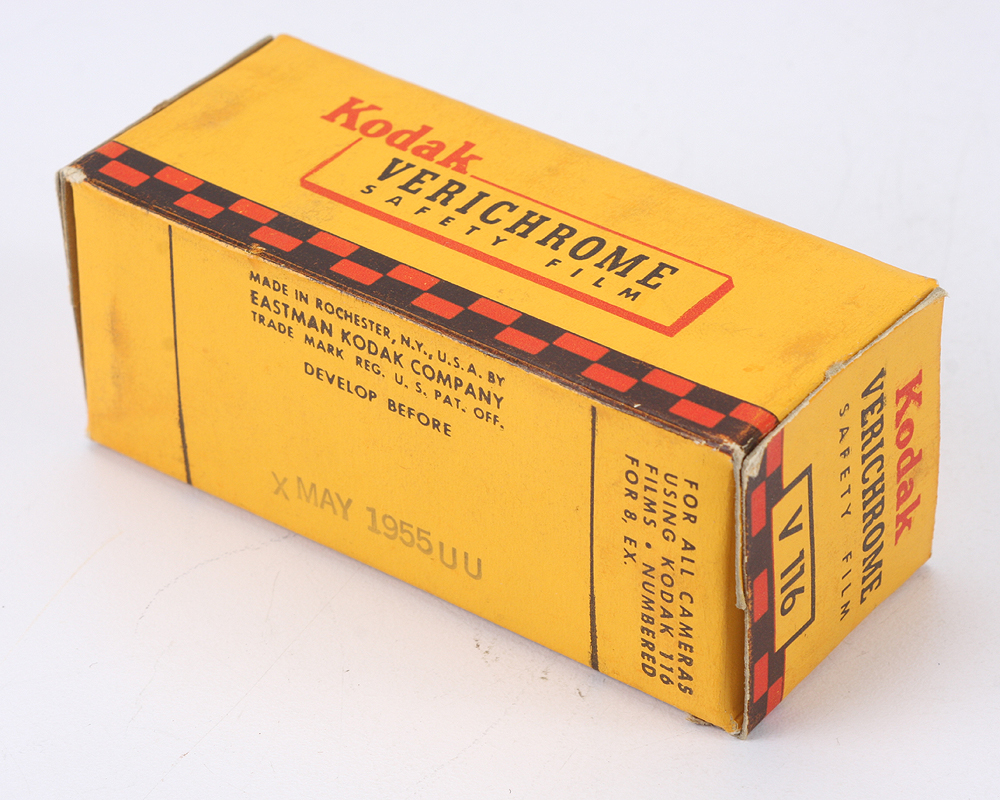 Kodak
VERICHROME
SAFETY FILM
MADE IN ROCHESTER, N.Y., U.S.A. BY
EASTMAN KODAK COMPANY
TRADE MARK REG. U. S. PAT. OFF.
DEVELOP BEFORE
X MAY 1955 UU
FOR ALL CAMERAS
USING KODAK 116
FILMS • NUMBERED
FOR 8, EX.
Kodak
VERICHROME
SAFETY FILM
V 116